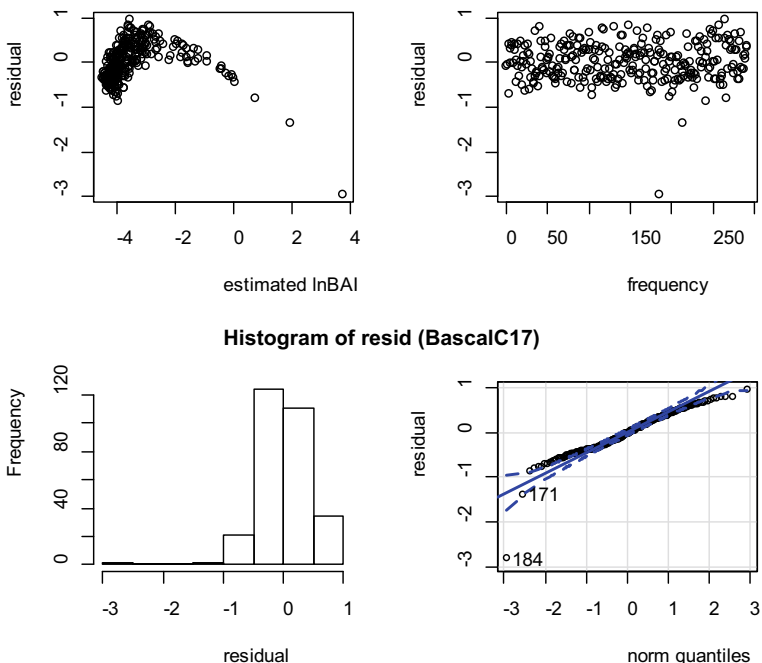 residual
1
0
-1
-2
-3
-4 -2 0 2 4
estimated lnBAI
residual
1
0
-1
-2
-3
0 50 150 250
frequency
Histogram of resid (BascalC17)
Frequency
120
80
40
0
-3 -2 -1 0 1
residual
residual
1
0
-1
-2
-3
171
184
-3 -2 -1 0 1 2 3
norm quantiles